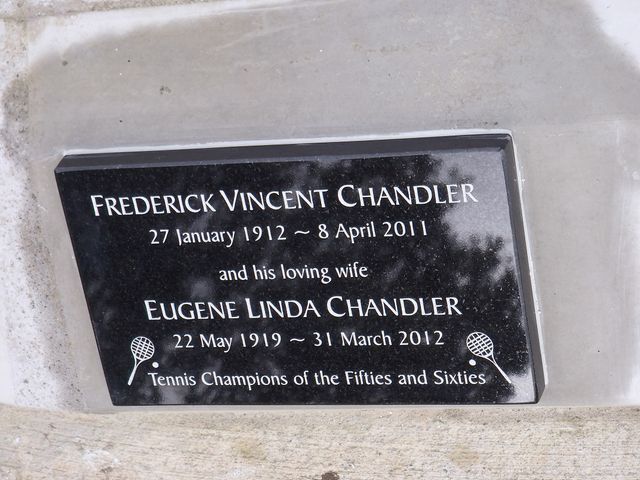 FREDERICK VINCENT CHANDLER
27 January 1912 ~ 8 April 2011
and his loving wife
EUGENE LINDA CHANDLER
22 May 1919 ~ 31 March 2012
Tennis Champions of the Fifties and Sixties